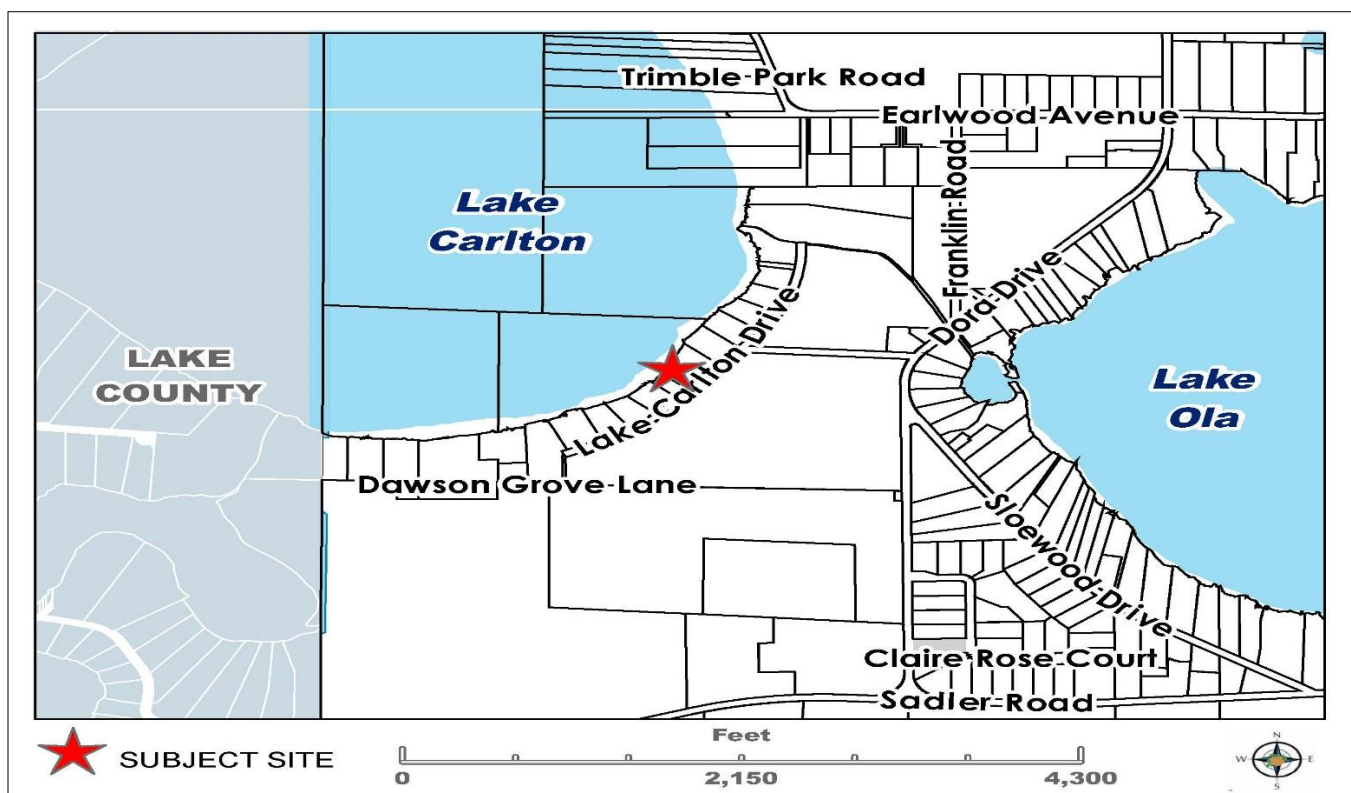 Trimble Park Road
Earlwood Avenue
Franklin Road
Lake
Carlton
Dora Drive
Lake Carlton Drive
LAKE
COUNTY
Lake
Ola
Dawson Grove Lane
Sloewood Drive
Claire Rose Court
Sadler Road
SUBJECT SITE
Feet
0
2,150
4,300
N
W
E
S